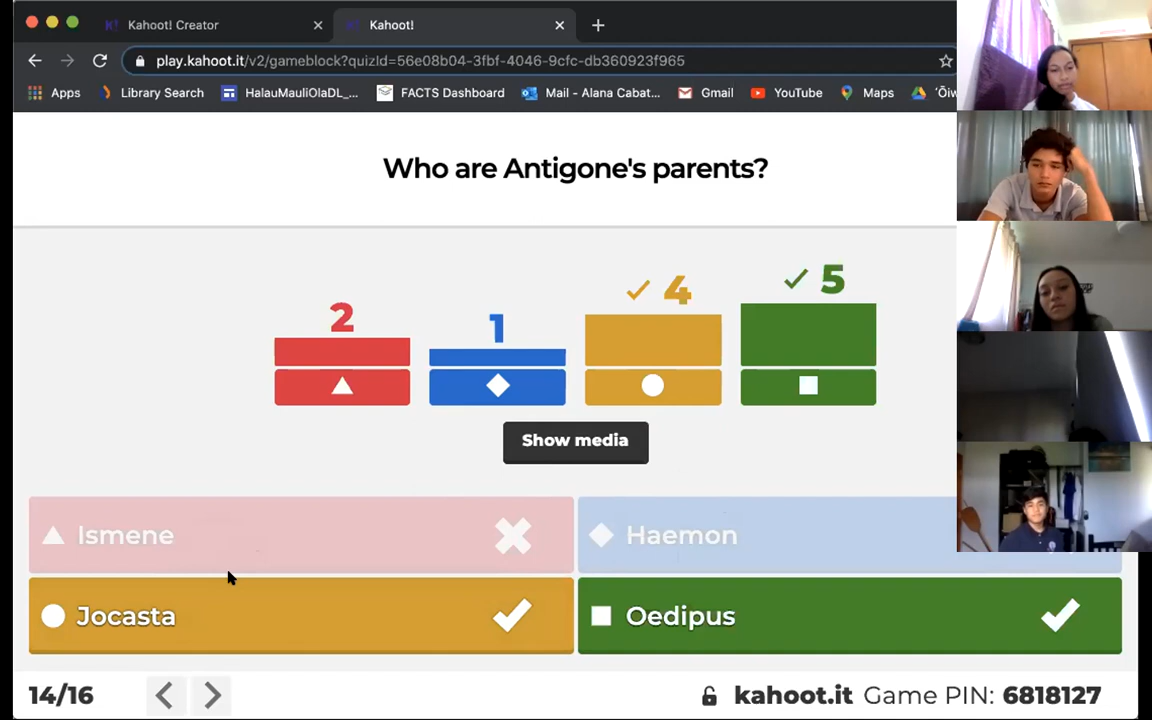 Kahoot! Creator
Kahoot!
play.kahoot.it/v2/gameblock?quizId=56e08b04-3fbf-4046-9cfc-db360923f965
Apps Library Search HalauMauliOlaDL_... FACTS Dashboard Mail - Alana Cabat... Gmail YouTube Maps ʻŌiw
Who are Antigone's parents?
2 1 4 5
Show media
Ismene
Haemon
Jocasta
Oedipus
14/16
kahoot.it Game PIN: 6818127